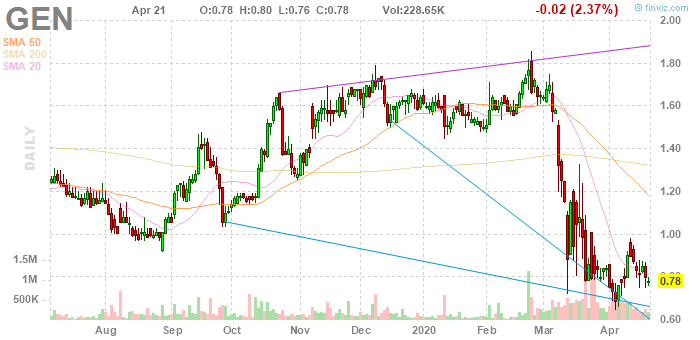 GEN Apr 21 O:0.78 H:0.80 L:0.76 C:0.78 Vol:228.65K -0.02 (2.37%) © finviz.com
SMA 50
SMA 200
SMA 20
DAILY
2.00
1.80
1.60
1.40
1.20
1.00
0.80
0.78
0.60
1.5M
1M
500K
Aug Sep Oct Nov Dec 2020 Feb Mar Apr